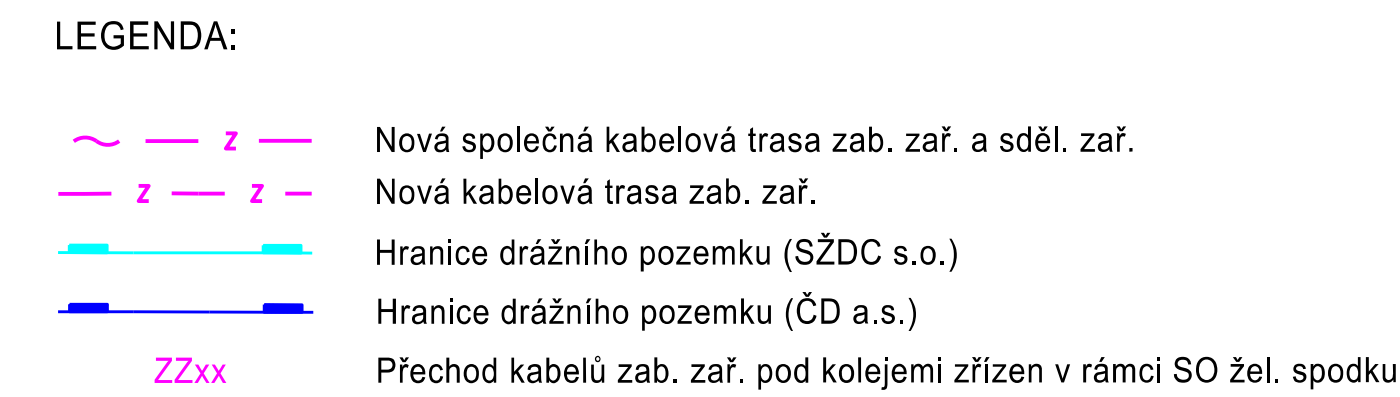 LEGENDA:
z Nová společná kabelová trasa zab. zař. a sděl. zař.
z z Nová kabelová trasa zab. zař.
Hranice drážního pozemku (SŽDC s.o.)
Hranice drážního pozemku (ČD a.s.)
ZZxx Přechod kabelů zab. zař. pod kolejemi zřízen v rámci SO žel. spodku